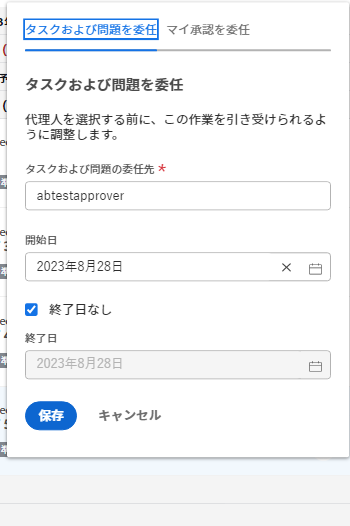 タスクおよび問題を委任 マイ承認を委任
タスクおよび問題を委任
代理人を選択する前に、この作業を引き受けられるよ
うに調整します。
タスクおよび問題の委任先 *
abtestapprover
開始日
2023年8月28日
終了日なし
終了日
2023年8月28日
保存 キャンセル